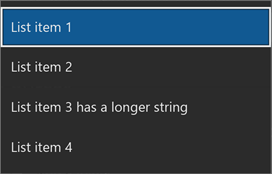 List item 1
List item 2
List item 3 has a longer string
List item 4